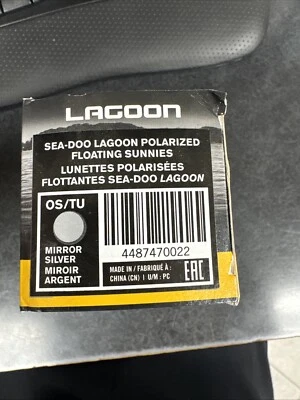 LAGOON
SEA-DOO LAGOON POLARIZED
FLOATING SUNNIES
LUNETTES POLARISÉES
FLOTTANTES SEA-DOO LAGOON
OS/TU
MIRROR
SILVER
MIROIR
ARGENT
4487470022
MADE IN / FABRIQUÉ À :
CHINA (CN) | U/M : PC
EAC